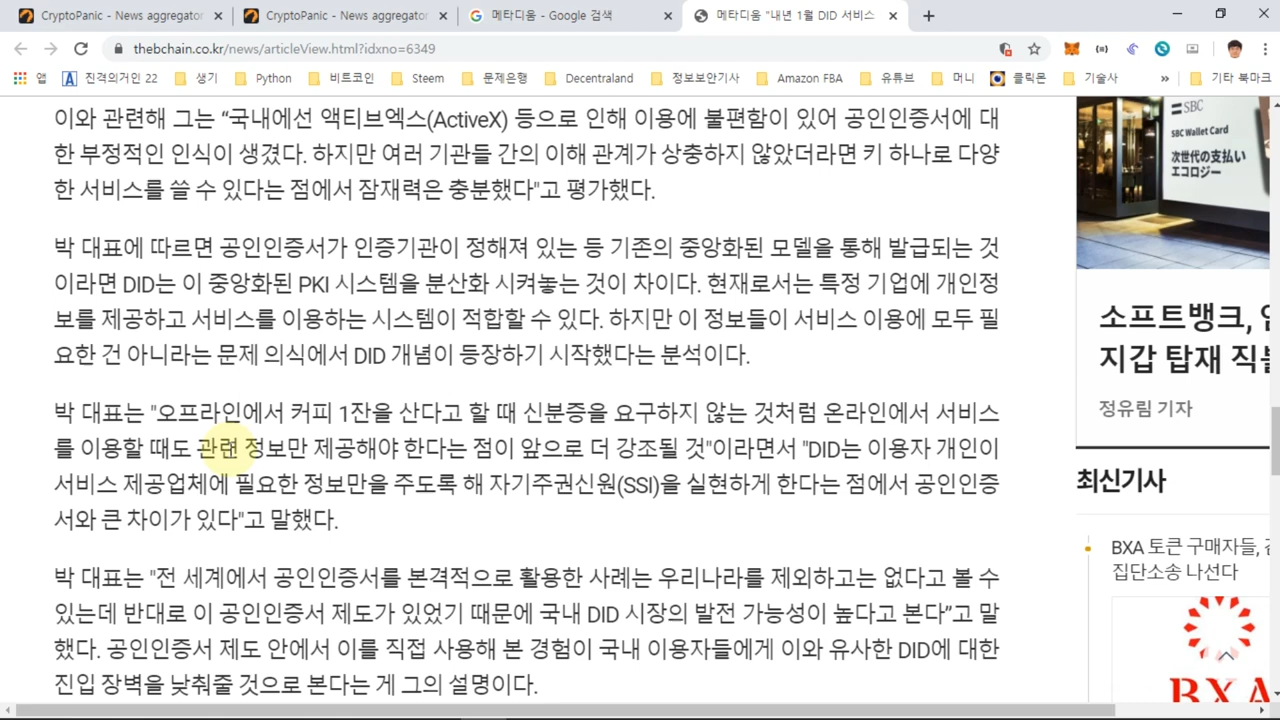 CryptoPanic - News aggregator
CryptoPanic - News aggregator
메타디움 - Google 검색
메타디움 "내년 1월 DID 서비스
thebchain.co.kr/news/articleView.html?idxno=6349
앱
진격의거인 22
생기
Python
비트코인
Steem
문제은행
Decentraland
정보보안기사
Amazon FBA
유튜브
머니
클릭몬
기술사
»
기타 북마크
이와 관련해 그는 “국내에선 액티브엑스(ActiveX) 등으로 인해 이용에 불편함이 있어 공인인증서에 대
한 부정적인 인식이 생겼다. 하지만 여러 기관들 간의 이해 관계가 상충하지 않았더라면 키 하나로 다양
한 서비스를 쓸 수 있다는 점에서 잠재력은 충분했다"고 평가했다.
박 대표에 따르면 공인인증서가 인증기관이 정해져 있는 등 기존의 중앙화된 모델을 통해 발급되는 것
이라면 DID는 이 중앙화된 PKI 시스템을 분산화 시켜놓는 것이 차이다. 현재로서는 특정 기업에 개인정
보를 제공하고 서비스를 이용하는 시스템이 적합할 수 있다. 하지만 이 정보들이 서비스 이용에 모두 필
요한 건 아니라는 문제 의식에서 DID 개념이 등장하기 시작했다는 분석이다.
박 대표는 "오프라인에서 커피 1잔을 산다고 할 때 신분증을 요구하지 않는 것처럼 온라인에서 서비스
를 이용할 때도 관련 정보만 제공해야 한다는 점이 앞으로 더 강조될 것"이라면서 "DID는 이용자 개인이
서비스 제공업체에 필요한 정보만을 주도록 해 자기주권신원(SSI)을 실현하게 한다는 점에서 공인인증
서와 큰 차이가 있다"고 말했다.
박 대표는 "전 세계에서 공인인증서를 본격적으로 활용한 사례는 우리나라를 제외하고는 없다고 볼 수
있는데 반대로 이 공인인증서 제도가 있었기 때문에 국내 DID 시장의 발전 가능성이 높다고 본다”고 말
했다. 공인인증서 제도 안에서 이를 직접 사용해 본 경험이 국내 이용자들에게 이와 유사한 DID에 대한
진입 장벽을 낮춰줄 것으로 본다는 게 그의 설명이다.
SBC
SBC Wallet Card
次世代の支払い
エコロジー
소프트뱅크,
지갑 탑재 직
정유림 기자
최신기사
BXA 토큰 구매자들,
집단소송 나선다
BXA